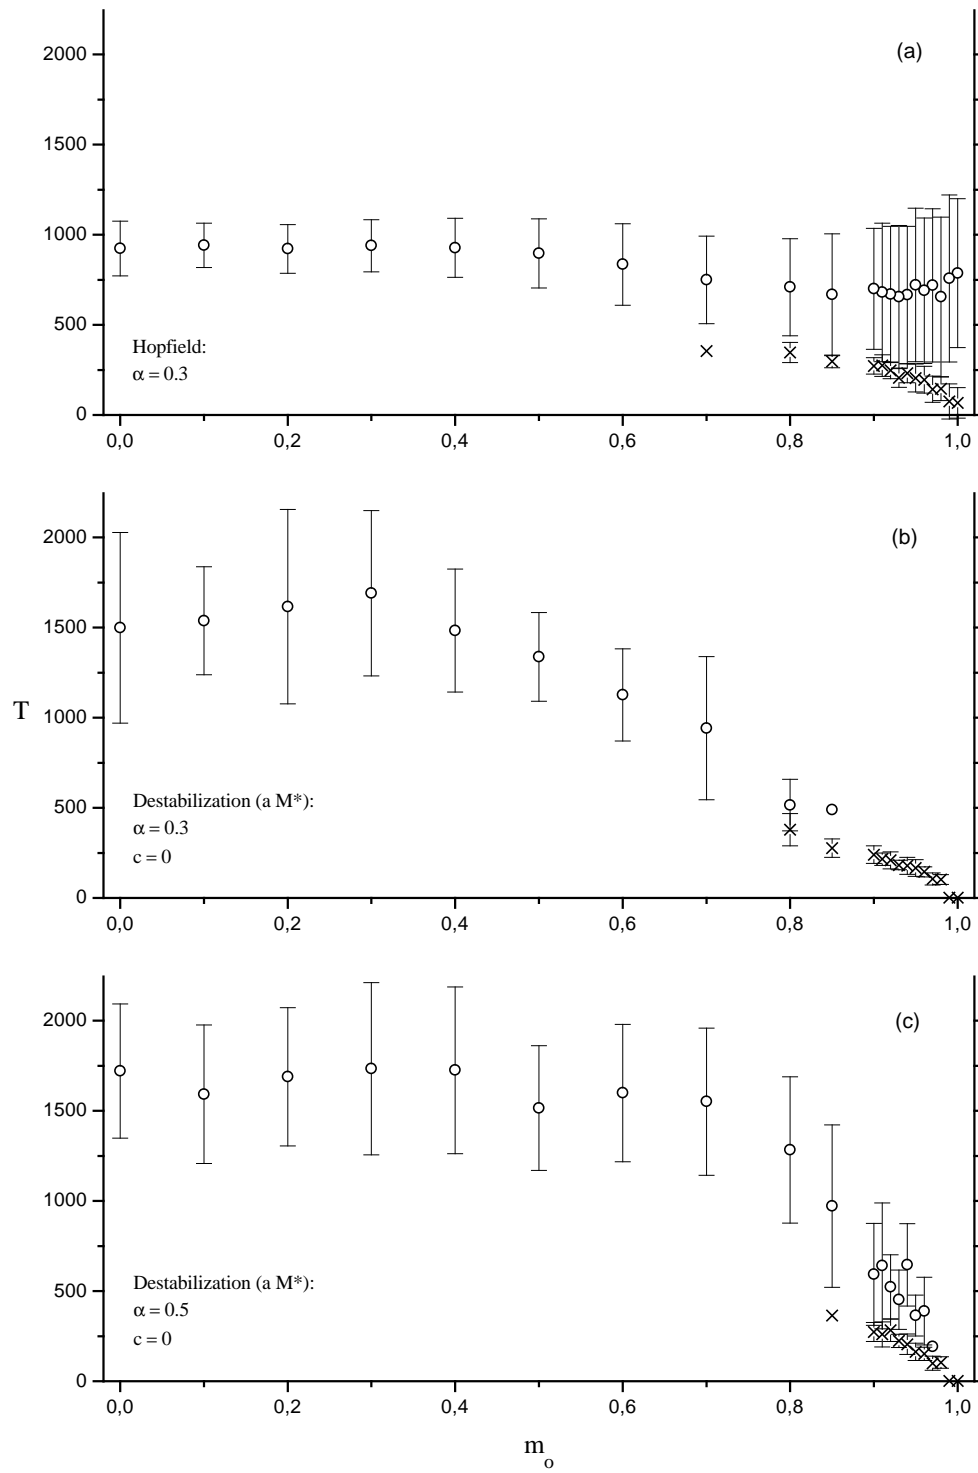 (a)
2000
1500
1000
500
0
Hopfield:
α = 0.3
0,0 0,2 0,4 0,6 0,8 1,0
(b)
2000
1500
1000
500
0
T
Destabilization (a M*):
α = 0.3
c = 0
0,0 0,2 0,4 0,6 0,8 1,0
(c)
2000
1500
1000
500
0
Destabilization (a M*):
α = 0.5
c = 0
0,0 0,2 0,4 0,6 0,8 1,0
m_o